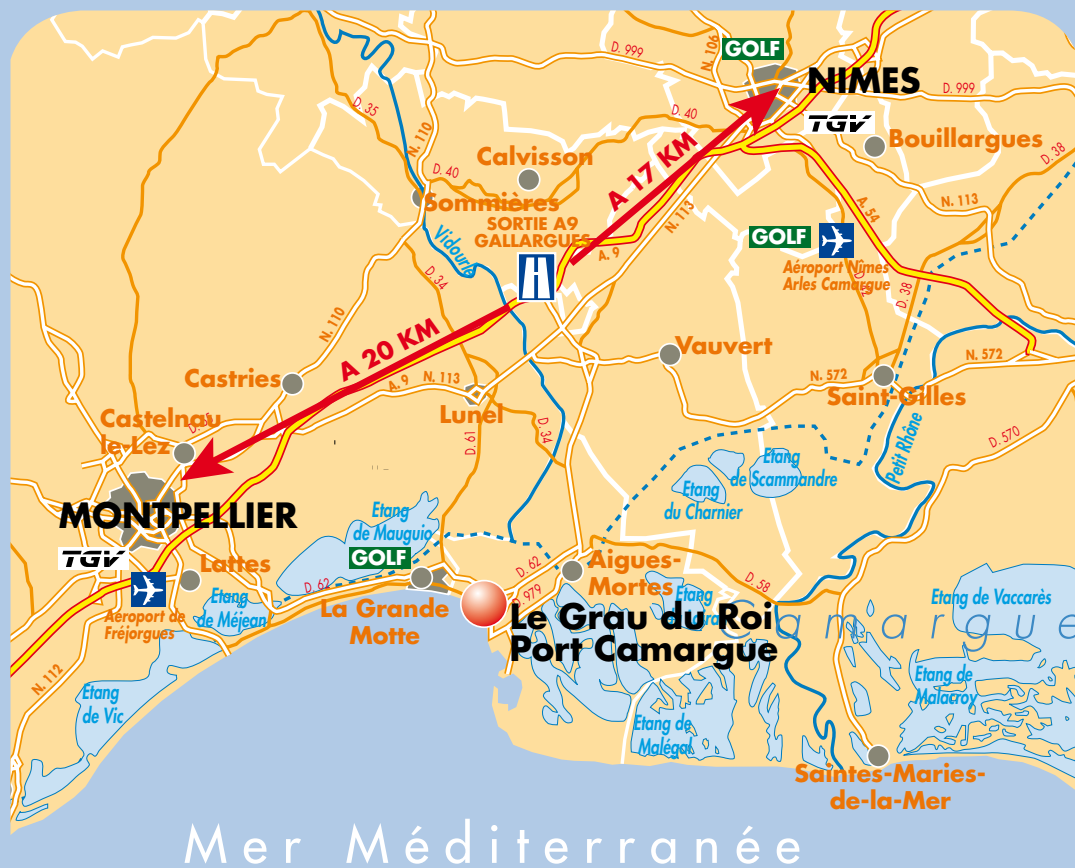 D. 999
N. 106
GOLF
NIMES
D. 999
TGV
Bouillargues
D. 35
N. 110
D. 40
Calvisson
D. 40
Sommières
SORTIE A9
GALLARGUES
A 17 KM
D. 38
N. 113
N. 113
A. 54
GOLF
Aéroport Nîmes
Arles Camargue
D. 38
Vidourle
D. 34
A. 9
N. 110
A 20 KM
Vauvert
N. 572
N. 572
Saint-Gilles
Castries
A. 9
N. 113
Lunel
Castelnau
le-Lez
D. 61
D. 34
D. 570
Petit Rhône
Etang
de Scammandre
Etang
du Charnier
MONTPELLIER
TGV
Etang
de Mauguio
GOLF
Lattes
Aéroport de
Fréjorgues
Etang
de Méjean
D. 62
La Grande
Motte
D. 62
D. 979
Aigues-
Mortes
D. 58
Etang
Le Grau du Roi
Port Camargue
Camargue
Etang de Vaccarès
Etang de
Malacroy
Etang de
Malégal
N. 112
Etang
de Vic
Saintes-Maries-
de-la-Mer
Mer Méditerranée